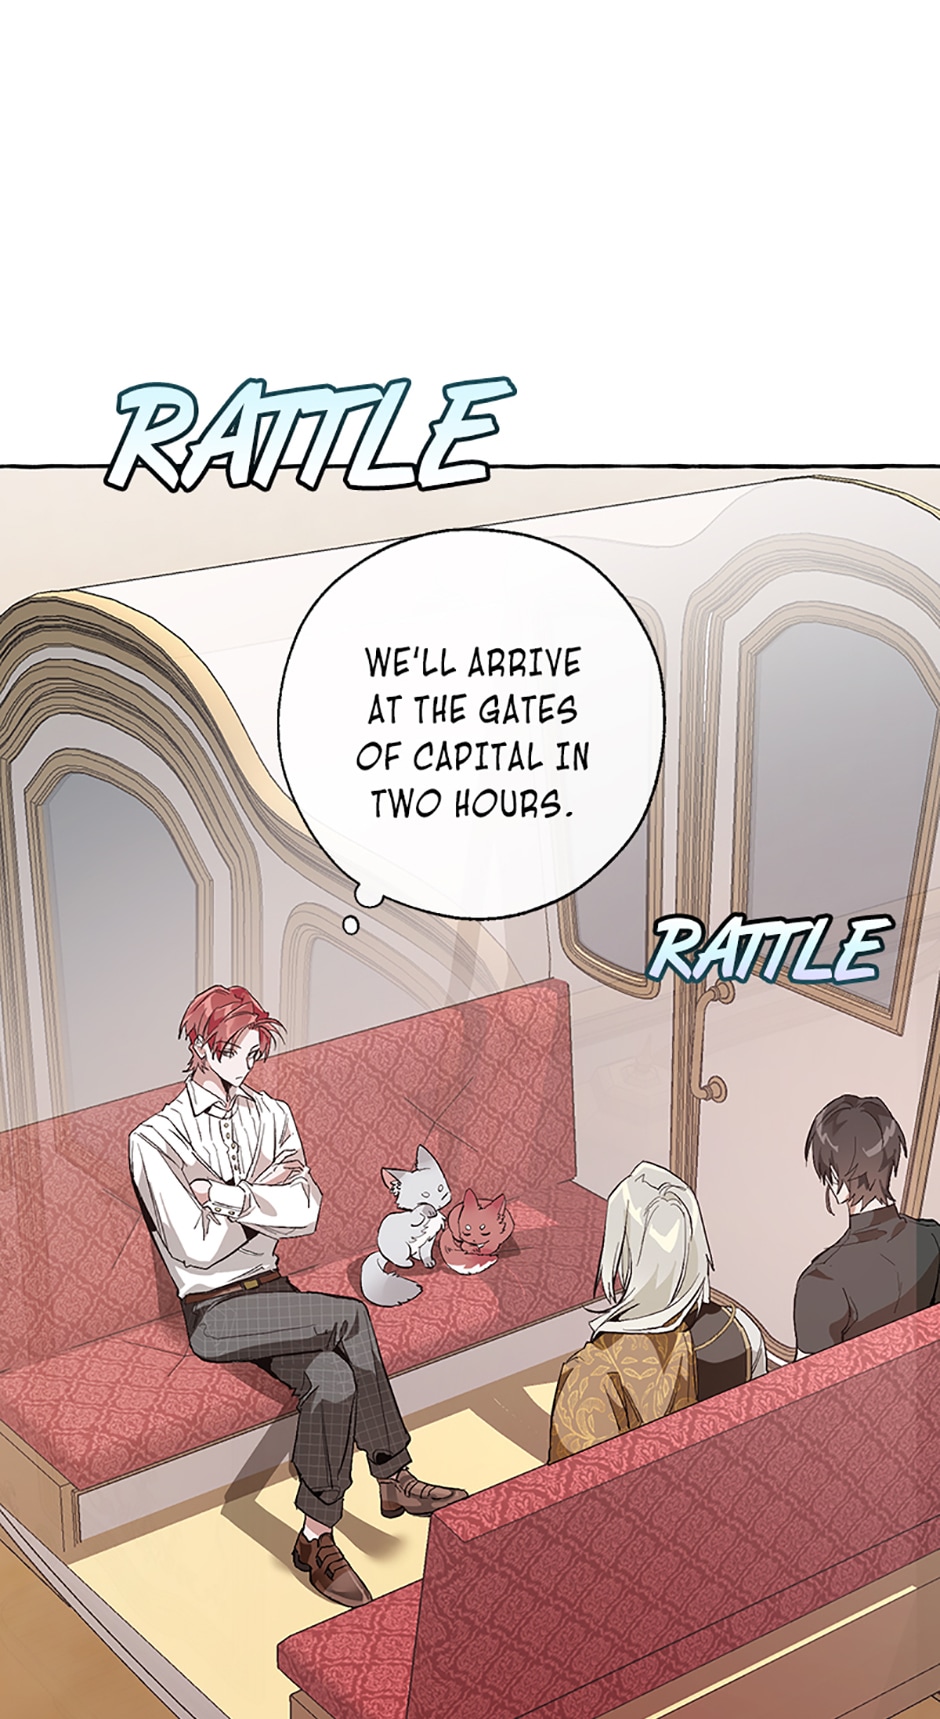 RATTLE
WE'LL ARRIVE
AT THE GATES
OF CAPITAL IN
TWO HOURS.
RATTLE